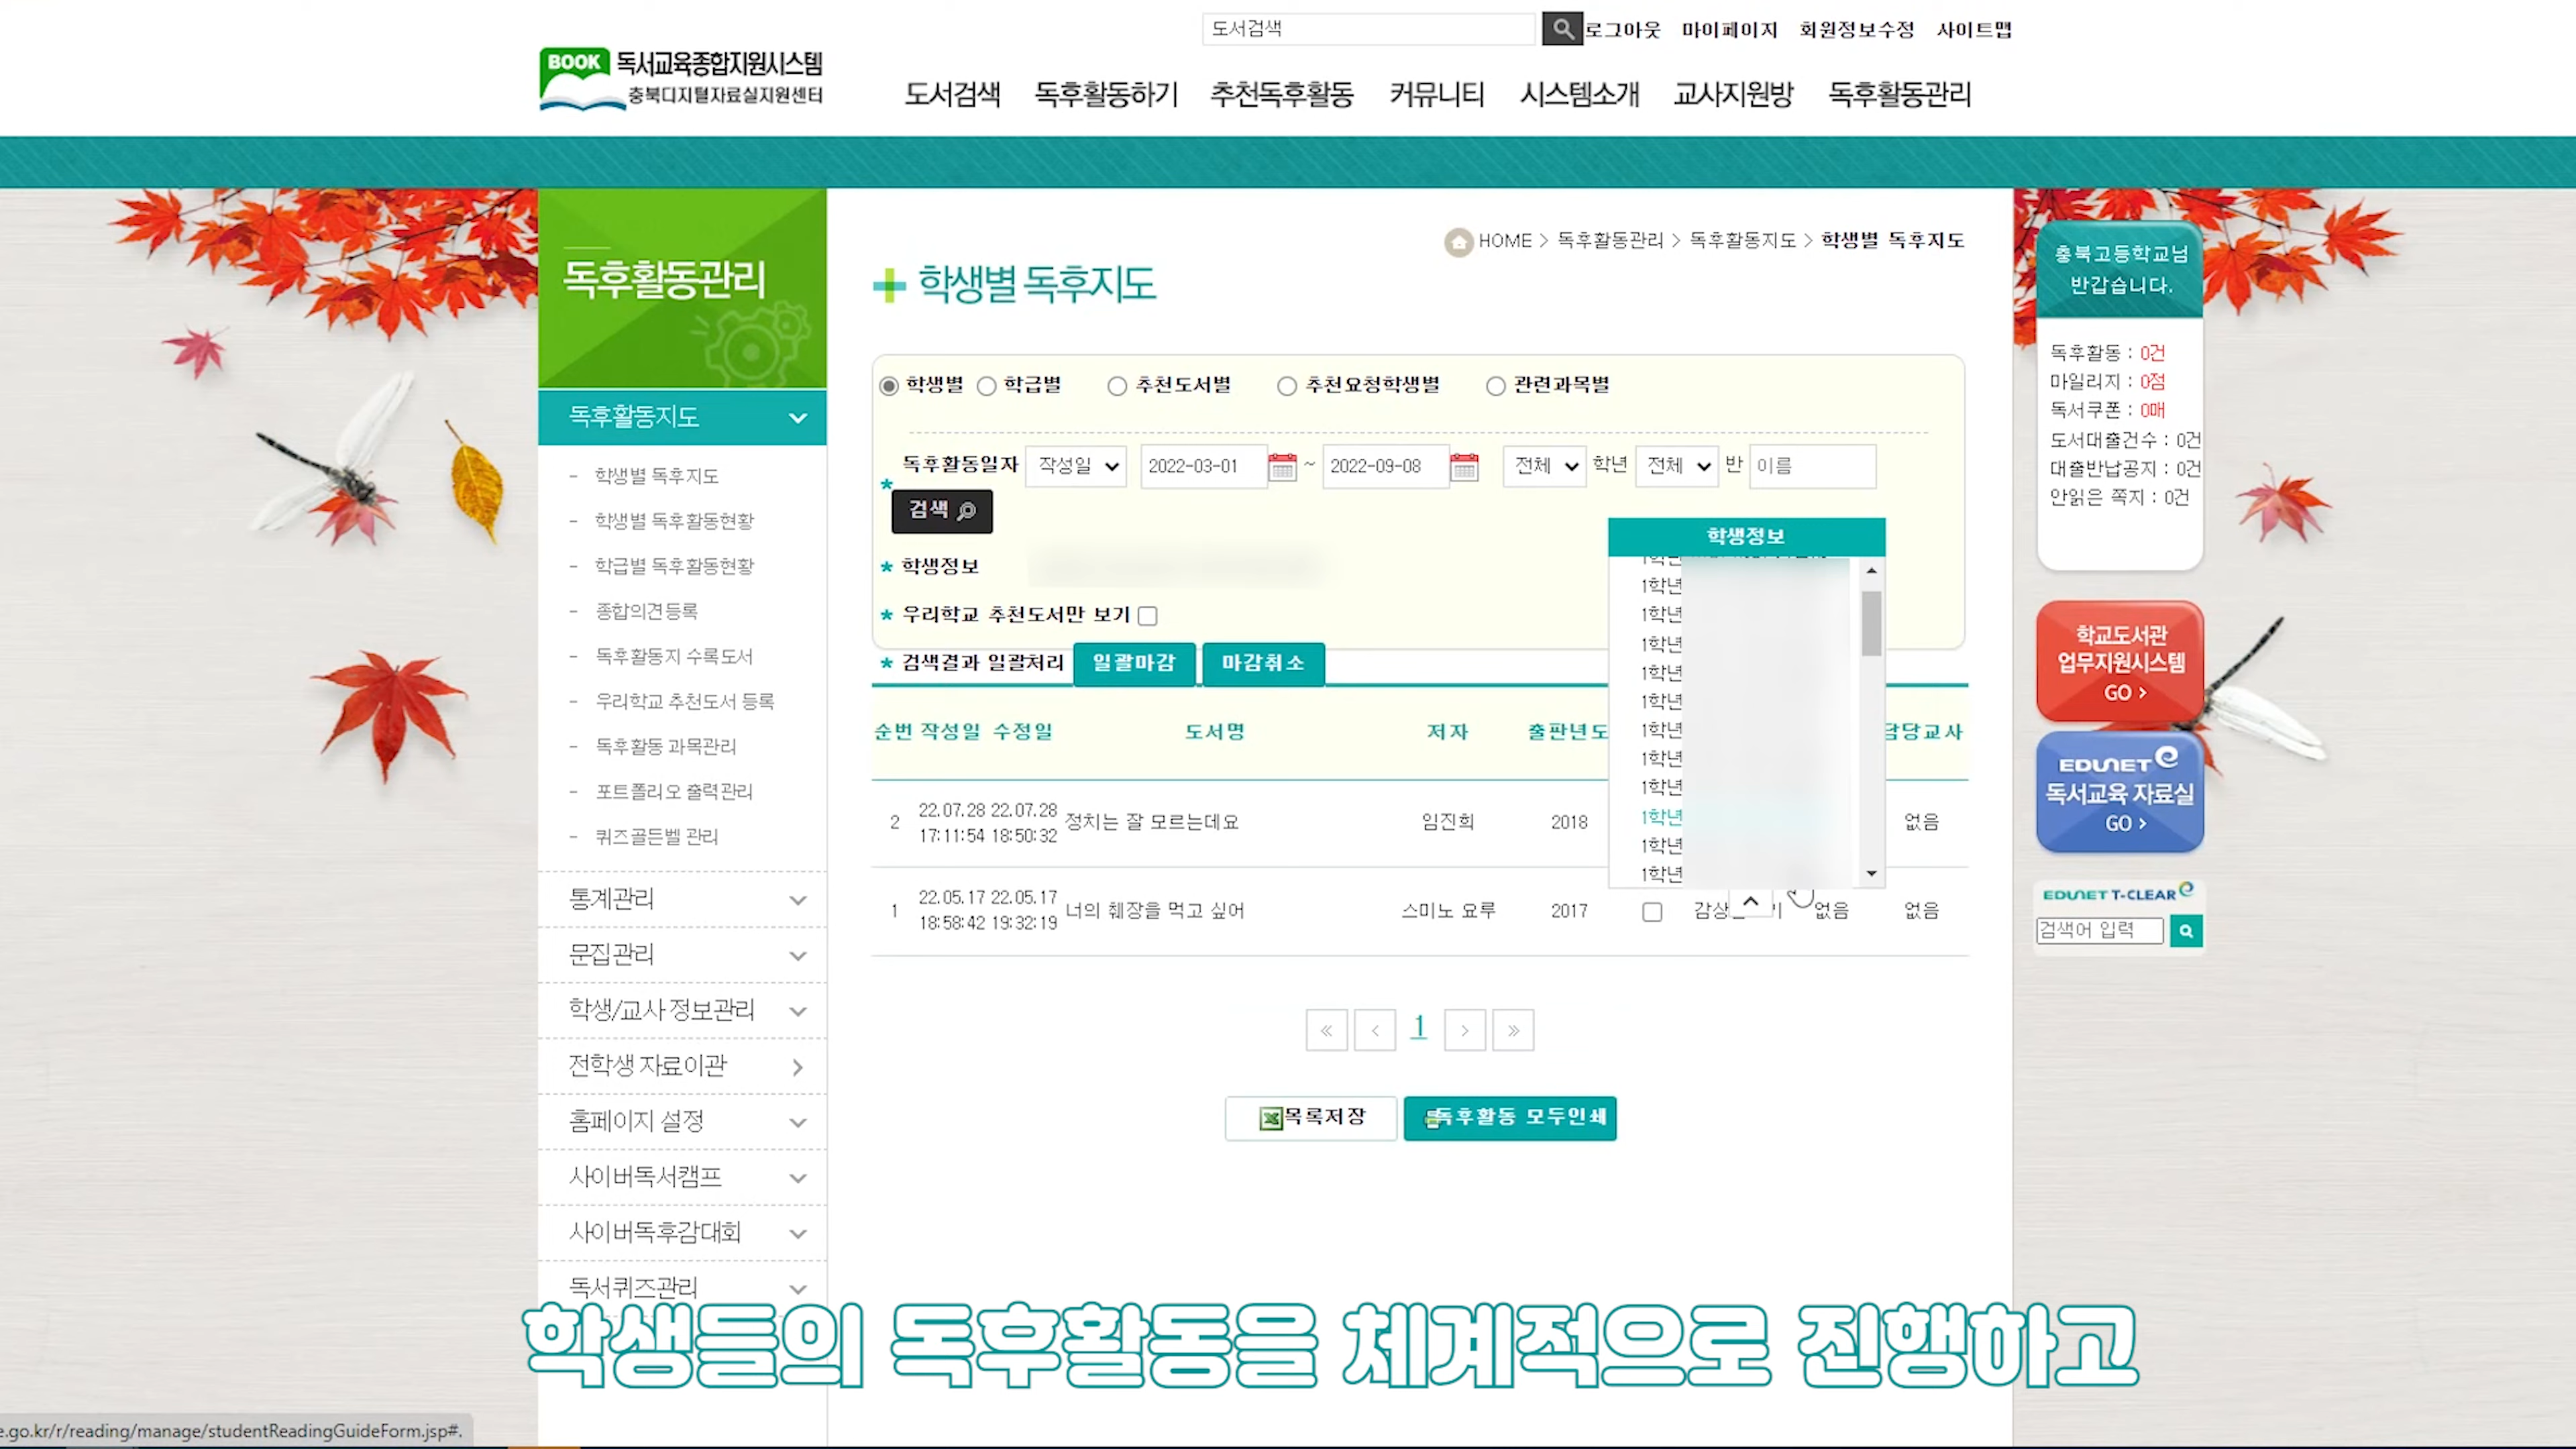 도서검색
로그아웃 마이페이지 회원정보수정 사이트맵
BOOK 독서교육종합지원시스템
충북디지털자료실지원센터
도서검색 독후활동하기 추천독후활동 커뮤니티 시스템소개 교사지원방 독후활동관리
독후활동관리
독후활동지도
- 학생별 독후지도
- 학생별 독후활동현황
- 학급별 독후활동현황
- 종합의견등록
- 독후활동지 수록도서
- 우리학교 추천도서 등록
- 독후활동 과목관리
- 포트폴리오 출력관리
- 퀴즈골든벨 관리
통계관리
문집관리
학생/교사 정보관리
전학생 자료이관
홈페이지 설정
사이버독서캠프
사이버독후감대회
독서퀴즈관리
HOME > 독후활동관리 > 독후활동지도 > 학생별 독후지도
학생별 독후지도
학생별 학급별 추천도서별 추천요청학생별 관련과목별
독후활동일자 작성일 2022-03-01 ~ 2022-09-08 전체 학년 전체 반 이름
* 검색
* 학생정보
* 우리학교 추천도서만 보기
* 검색결과 일괄처리 일괄마감 마감취소
학생정보
1학년
1학년
1학년
1학년
1학년
1학년
1학년
1학년
1학년
1학년
1학년
1학년
순번 작성일 수정일 도서명 저자 출판년도 담당교사
2 22.07.28 17:11:54 22.07.28 18:50:32 정치는 잘 모르는데요 임진희 2018 없음
1 22.05.17 18:58:42 22.05.17 19:32:19 너의 췌장을 먹고 싶어 스미노 요루 2017 감상 기 없음 없음
« < 1 > »
목록저장 독후활동 모두인쇄
충북고등학교님
반갑습니다.
독후활동 : 0건
마일리지 : 0점
독서쿠폰 : 0매
도서대출건수 : 0건
대출반납공지 : 0건
안읽은 쪽지 : 0건
학교도서관
업무지원시스템
GO >
EDUNET
독서교육 자료실
GO >
EDUNET T-CLEAR
검색어 입력
학생들의 독후활동을 체계적으로 진행하고
e.go.kr/r/reading/manage/studentReadingGuideForm.jsp#.